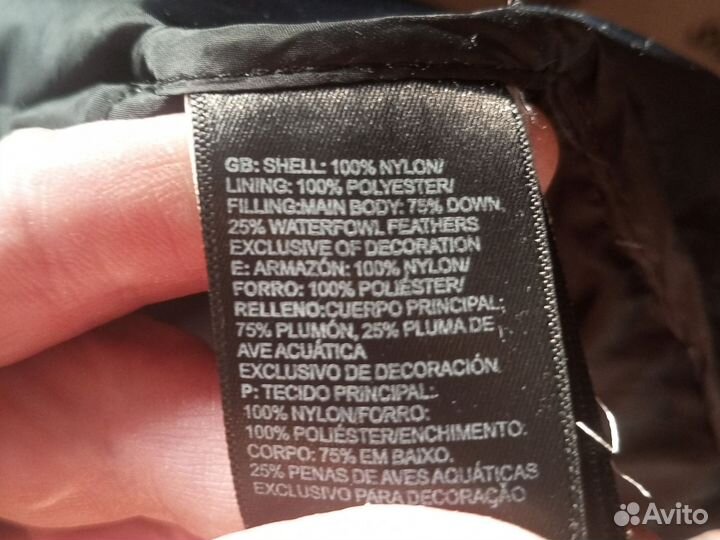 GB: SHELL: 100% NYLON/
LINING: 100% POLYESTER/
FILLING:MAIN BODY: 75% DOWN,
25% WATERFOWL FEATHERS
EXCLUSIVE OF DECORATION
E: ARMAZÓN: 100% NYLON/
FORRO: 100% POLIÉSTER/
RELLENO:CUERPO PRINCIPAL:
75% PLUMÓN, 25% PLUMA DE
AVE ACUÁTICA
EXCLUSIVO DE DECORACIÓN.
P: TECIDO PRINCIPAL:
100% NYLON/FORRO:
100% POLIÉSTER/ENCHIMENTO.
CORPO: 75% EM BAIXO.
25% PENAS DE AVES AQUÁTICAS
EXCLUSIVO PARA DECORAÇÃO
Avito